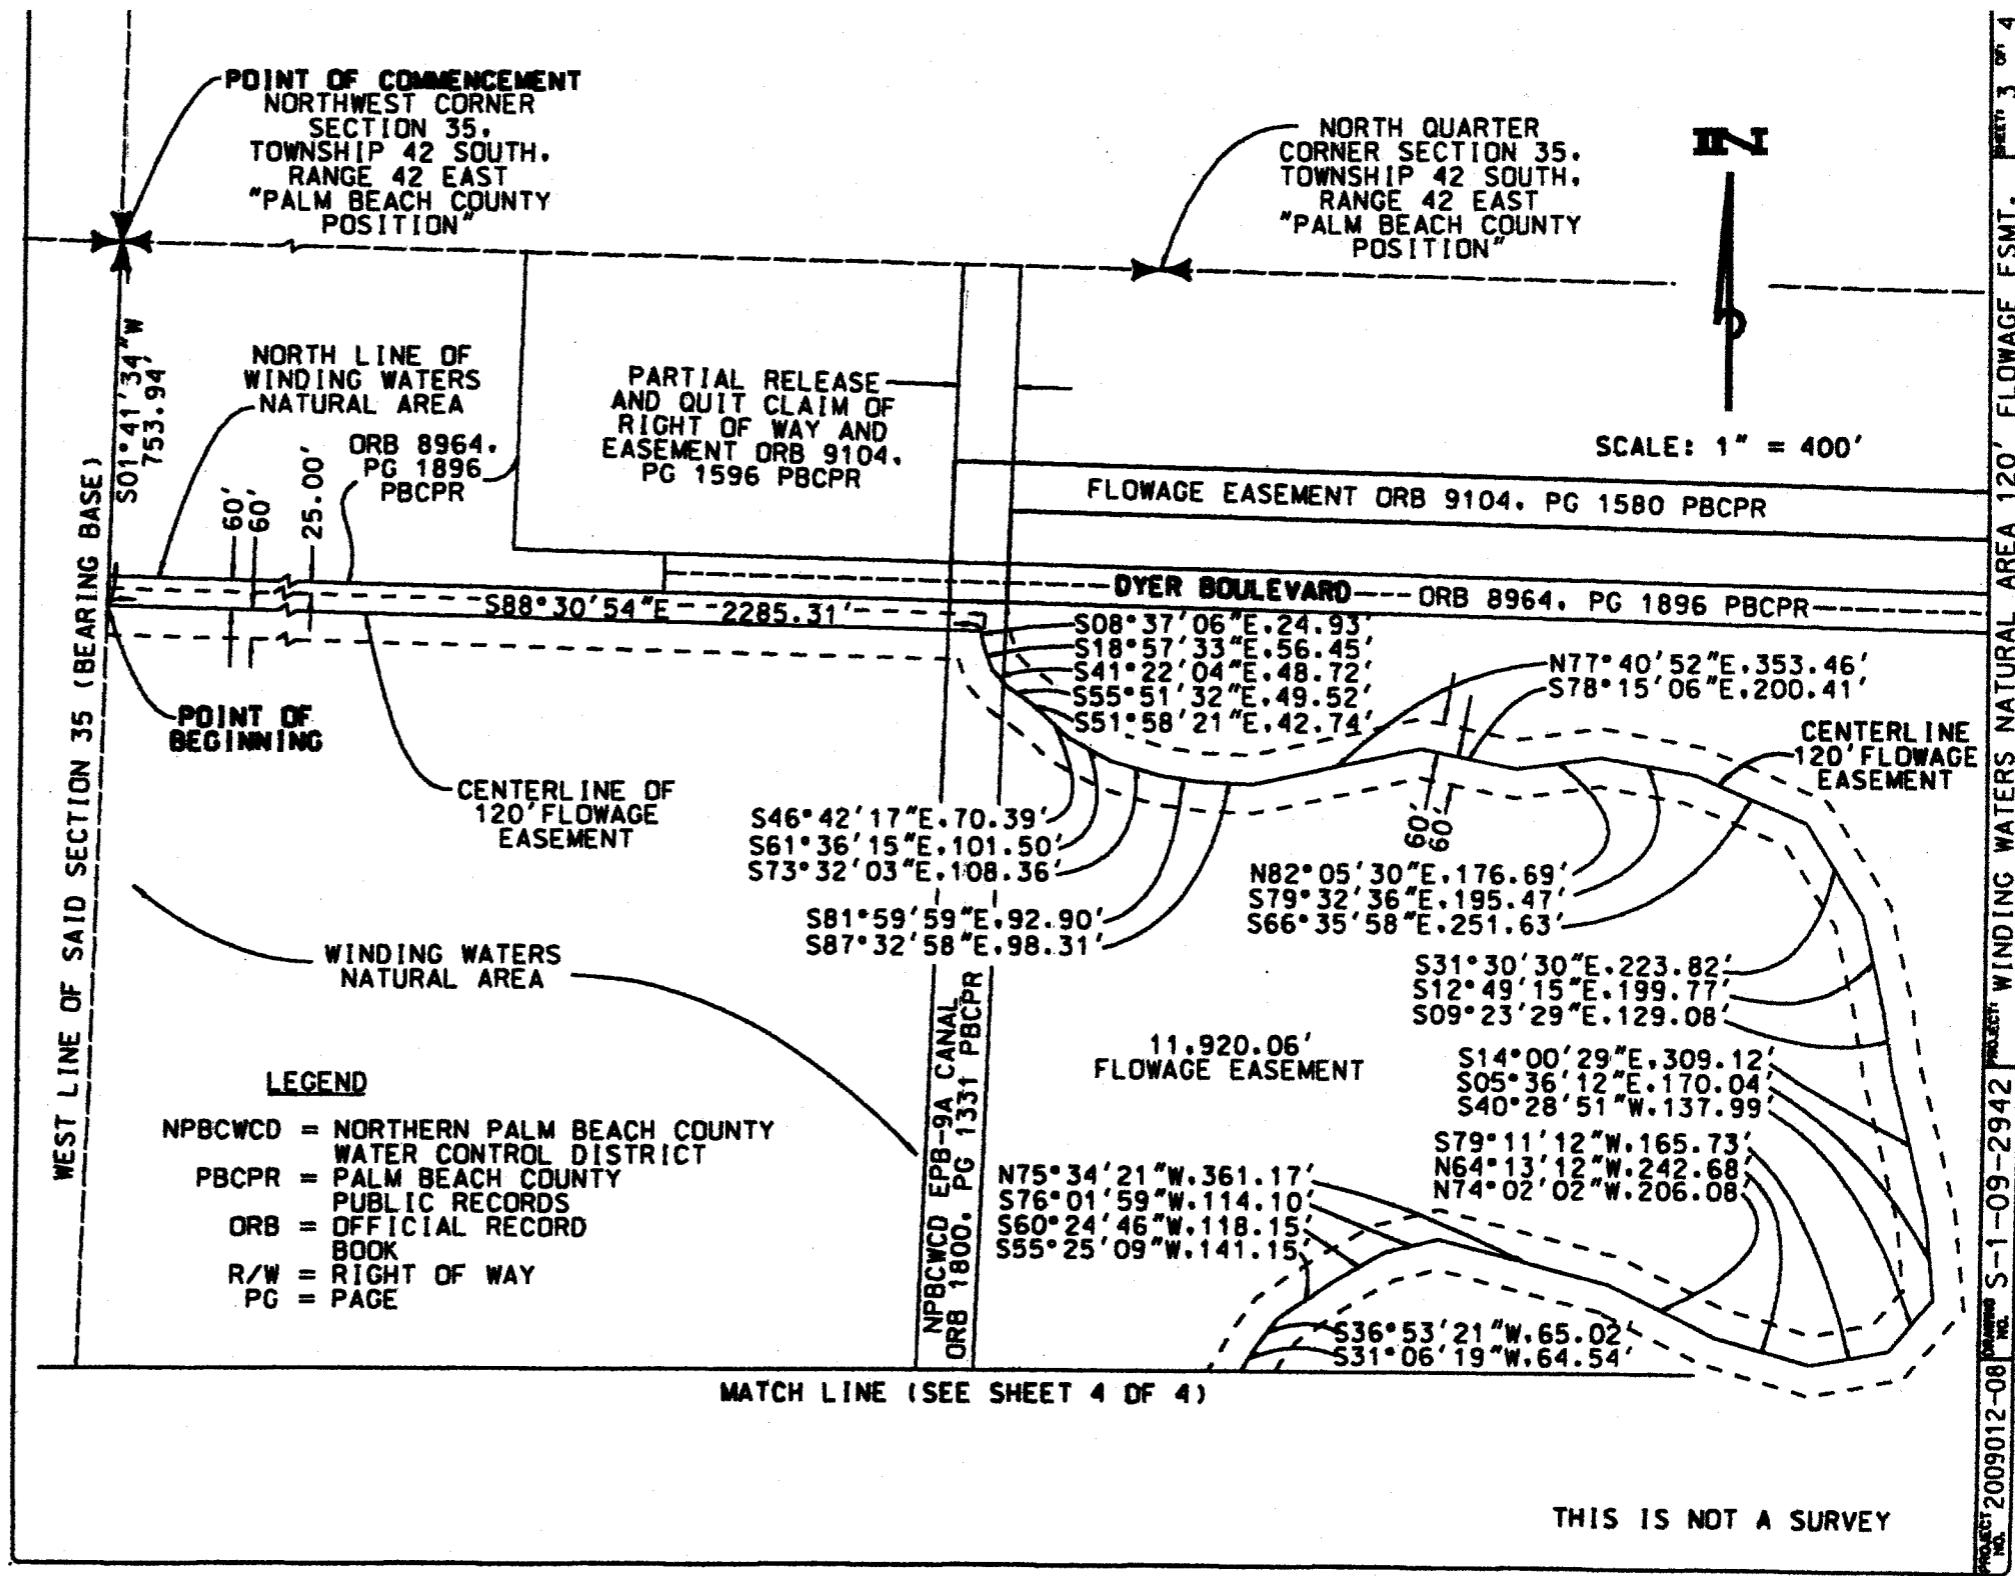 POINT OF COMMENCEMENT
NORTHWEST CORNER
SECTION 35,
TOWNSHIP 42 SOUTH,
RANGE 42 EAST
"PALM BEACH COUNTY
POSITION"
NORTH QUARTER
CORNER SECTION 35,
TOWNSHIP 42 SOUTH,
RANGE 42 EAST
"PALM BEACH COUNTY
POSITION"
N
SCALE: 1" = 400'
S01°41'34"W
753.94'
NORTH LINE OF
WINDING WATERS
NATURAL AREA
60'
60'
25.00'
ORB 8964,
PG 1896
PBCPR
PARTIAL RELEASE
AND QUIT CLAIM OF
RIGHT OF WAY AND
EASEMENT ORB 9104,
PG 1596 PBCPR
FLOWAGE EASEMENT ORB 9104, PG 1580 PBCPR
DYER BOULEVARD
ORB 8964, PG 1896 PBCPR
S88°30'54"E
2285.31'
WEST LINE OF SAID SECTION 35 (BEARING BASE)
POINT OF
BEGINNING
CENTERLINE OF
120'FLOWAGE
EASEMENT
S08°37'06"E,24.93'
S18°57'33"E,56.45'
S41°22'04"E,48.72'
S55°51'32"E,49.52'
S51°58'21"E,42.74'
N77°40'52"E,353.46'
S78°15'06"E,200.41'
CENTERLINE
120'FLOWAGE
EASEMENT
S46°42'17"E,70.39'
S61°36'15"E,101.50'
S73°32'03"E,108.36'
60'
60'
S81°59'59"E,92.90'
S87°32'58"E,98.31'
N82°05'30"E,176.69'
S79°32'36"E,195.47'
S66°35'58"E,251.63'
WINDING WATERS
NATURAL AREA
S31°30'30"E,223.82'
S12°49'15"E,199.77'
S09°23'29"E,129.08'
11,920.06'
FLOWAGE EASEMENT
S14°00'29"E,309.12'
S05°36'12"E,170.04'
S40°28'51"W,137.99'
S79°11'12"W,165.73'
N64°13'12"W,242.68'
N74°02'02"W,206.08'
NPBCWCD EPB-9A CANAL
ORB 1800, PG 1331 PBCPR
N75°34'21"W,361.17'
S76°01'59"W,114.10'
S60°24'46"W,118.15'
S55°25'09"W,141.15'
S36°53'21"W,65.02'
S31°06'19"W,64.54'
LEGEND
NPBCWCD = NORTHERN PALM BEACH COUNTY
WATER CONTROL DISTRICT
PBCPR = PALM BEACH COUNTY
PUBLIC RECORDS
ORB = OFFICIAL RECORD
BOOK
R/W = RIGHT OF WAY
PG = PAGE
MATCH LINE (SEE SHEET 4 OF 4)
THIS IS NOT A SURVEY
PROJECT NO. 2009012-08
DRAWING NO. S-1-09-2942
PROJECT: WINDING WATERS NATURAL AREA 120' FLOWAGE ESMT.
SHEET: 3 OF: 4